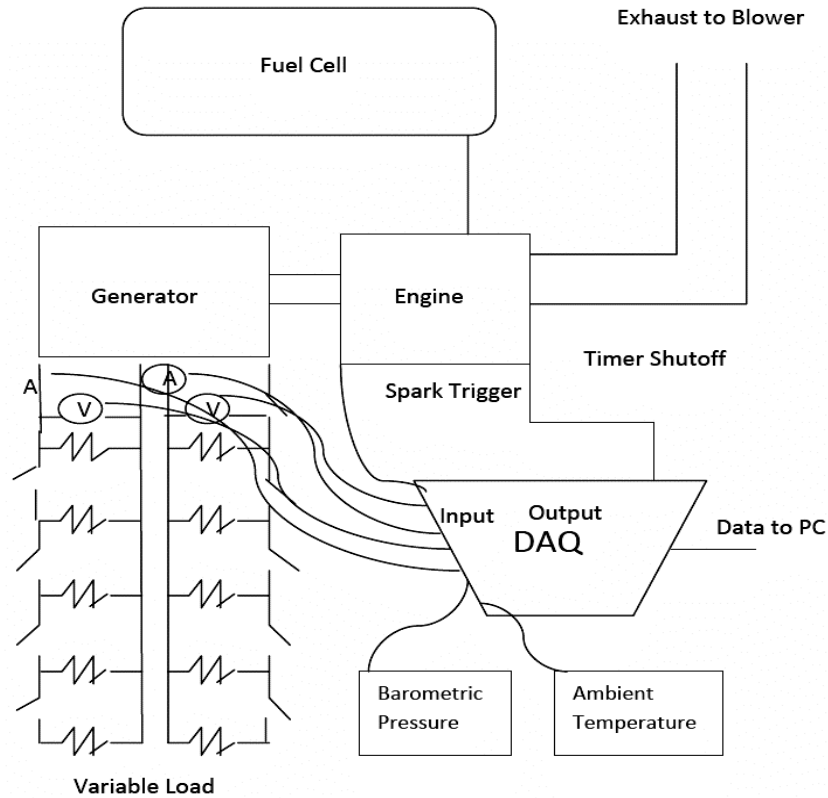 Exhaust to Blower
Fuel Cell
Generator
Engine
Timer Shutoff
A
A
Spark Trigger
V
V
Input
Output
DAQ
Data to PC
Barometric
Pressure
Ambient
Temperature
Variable Load